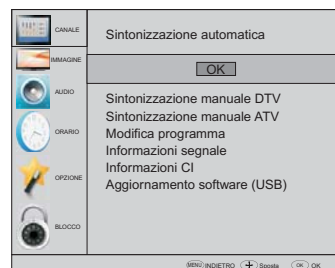 CANALE
IMMAGINE
AUDIO
ORARIO
OPZIONE
BLOCCO
Sintonizzazione automatica
OK
Sintonizzazione manuale DTV
Sintonizzazione manuale ATV
Modifica programma
Informazioni segnale
Informazioni CI
Aggiornamento software (USB)
MENU INDIETRO Sposta OK OK